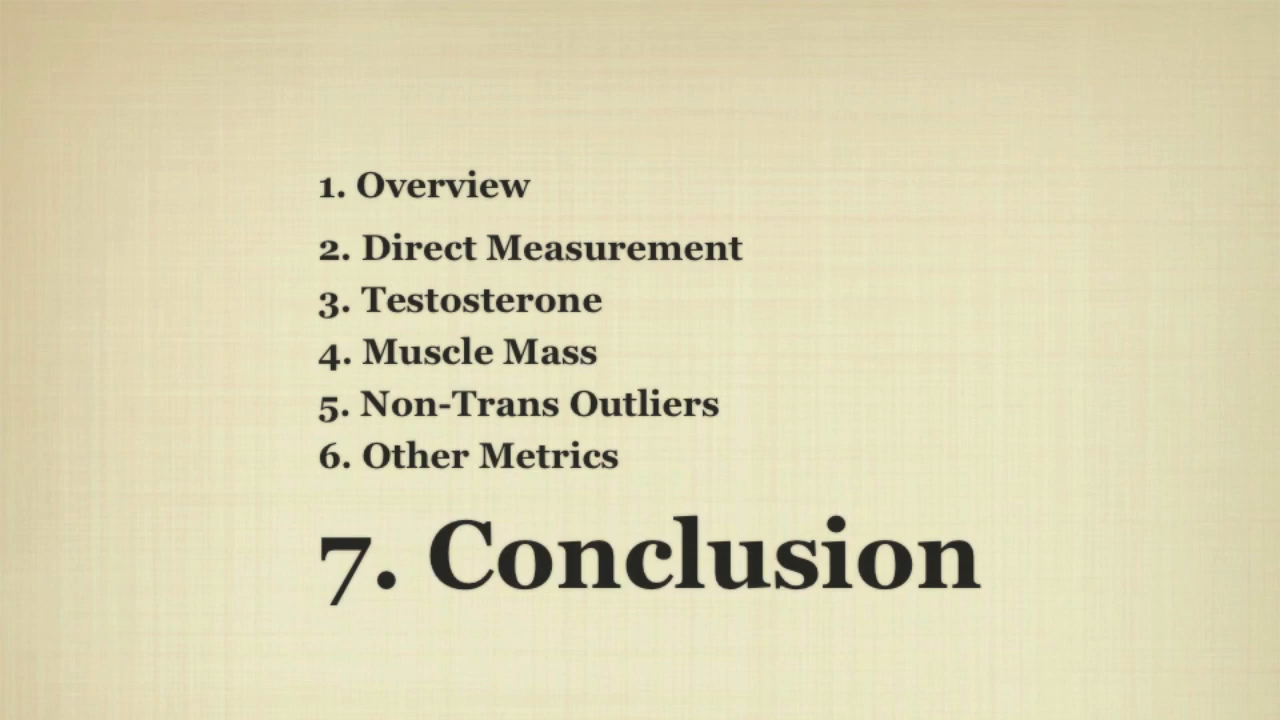 1. Overview
2. Direct Measurement
3. Testosterone
4. Muscle Mass
5. Non-Trans Outliers
6. Other Metrics
7. Conclusion